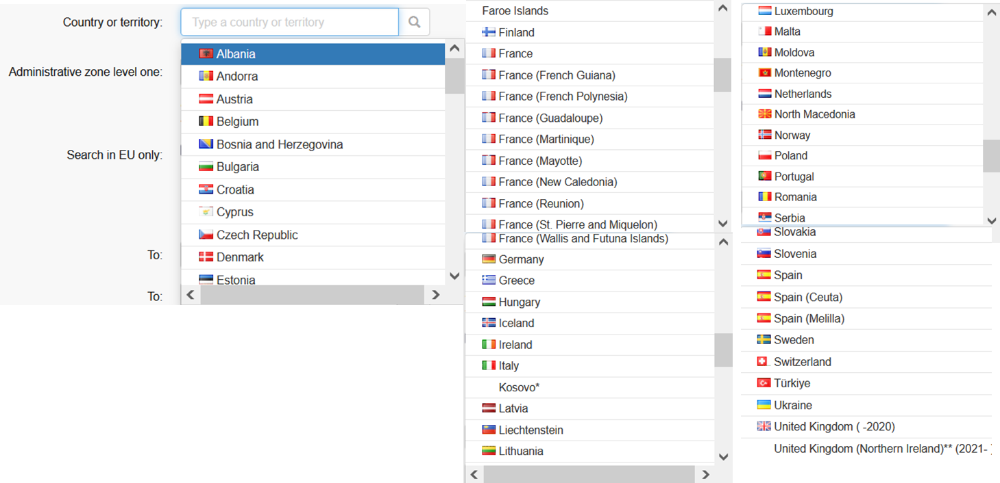 Country or territory:
Type a country or territory
Albania
Administrative zone level one:
Andorra
Austria
Belgium
Bosnia and Herzegovina
Search in EU only:
Bulgaria
Croatia
Cyprus
Czech Republic
To:
Denmark
Estonia
To:
Faroe Islands
Finland
France
France (French Guiana)
France (French Polynesia)
France (Guadaloupe)
France (Martinique)
France (Mayotte)
France (New Caledonia)
France (Reunion)
France (St. Pierre and Miquelon)
France (Wallis and Futuna Islands)
Germany
Greece
Hungary
Iceland
Ireland
Italy
Kosovo*
Latvia
Liechtenstein
Lithuania
Luxembourg
Malta
Moldova
Montenegro
Netherlands
North Macedonia
Norway
Poland
Portugal
Romania
Serbia
Slovakia
Slovenia
Spain
Spain (Ceuta)
Spain (Melilla)
Sweden
Switzerland
Türkiye
Ukraine
United Kingdom ( -2020)
United Kingdom (Northern Ireland)** (2021- )